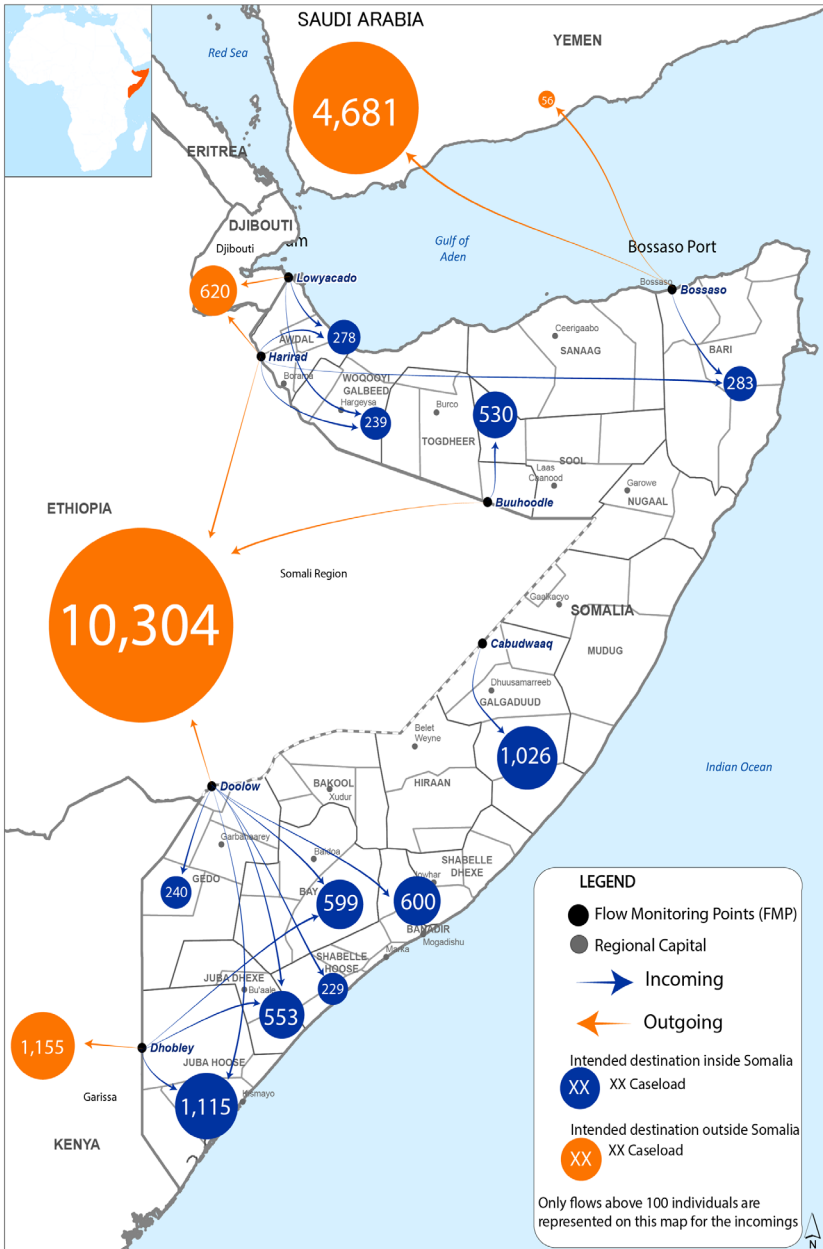 SAUDI ARABIA
YEMEN
Red Sea
56
4,681
ERITREA
DJIBOUTI
Djibouti
am
Gulf of
Aden
Bossaso Port
Lowyacado
620
Bossaso
Bossaso
Ceerigaabo
AWDAL
278
SANAAG
BARI
Harirad
Borama
WOQOOYI
GALBEED
Hargeysa
283
Burco
530
239
TOGDHEER
SOOL
Laas
Caanood
Garowe
NUGAAL
Buuhoodle
ETHIOPIA
Somali Region
10,304
Gaalkacyo
SOMALIA
Cabudwaaq
MUDUG
Dhuusamarreeb
GALGADUUD
Belet
Weyne
1,026
Indian Ocean
Doolow
BAKOOL
Xudur
HIRAAN
Garbahaarey
Baidoa
SHABELLE
DHEXE
Jowhar
GEDO
240
BAY
599
600
BANADIR
Mogadishu
Marka
SHABELLE
HOOSE
JUBA DHEXE
Bu'aale
229
553
1,155
Dhobley
JUBA HOOSE
Garissa
1,115
Kismayo
KENYA
LEGEND
Flow Monitoring Points (FMP)
Regional Capital
Incoming
Outgoing
Intended destination inside Somalia
XX
XX Caseload
Intended destination outside Somalia
XX
XX Caseload
Only flows above 100 individuals are
represented on this map for the incomings
N